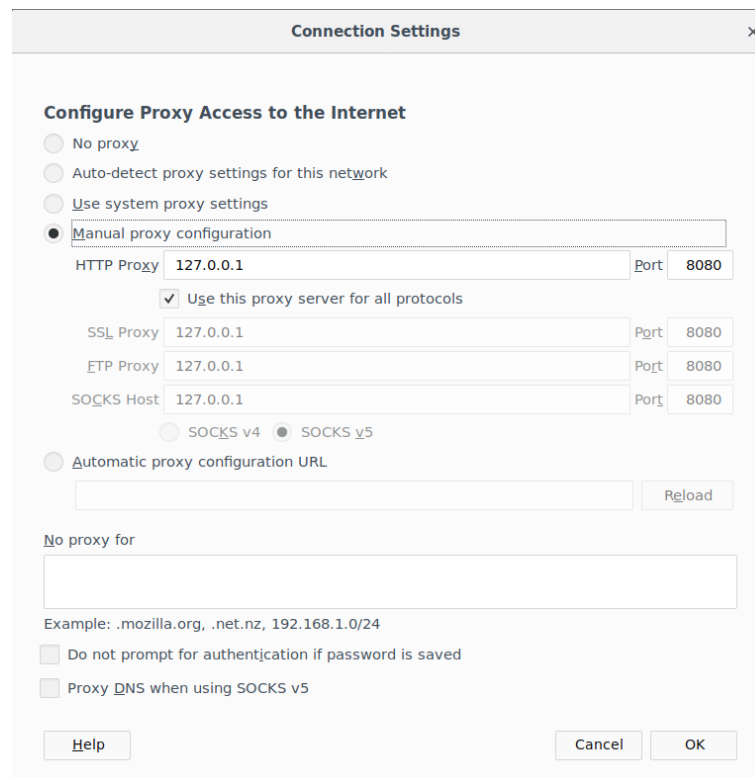 Connection Settings ×
Configure Proxy Access to the Internet
No proxy
Auto-detect proxy settings for this network
Use system proxy settings
Manual proxy configuration
HTTP Proxy 127.0.0.1 Port 8080
Use this proxy server for all protocols
SSL Proxy 127.0.0.1 Port 8080
FTP Proxy 127.0.0.1 Port 8080
SOCKS Host 127.0.0.1 Port 8080
SOCKS v4 SOCKS v5
Automatic proxy configuration URL
Reload
No proxy for
Example: .mozilla.org, .net.nz, 192.168.1.0/24
Do not prompt for authentication if password is saved
Proxy DNS when using SOCKS v5
Help Cancel OK